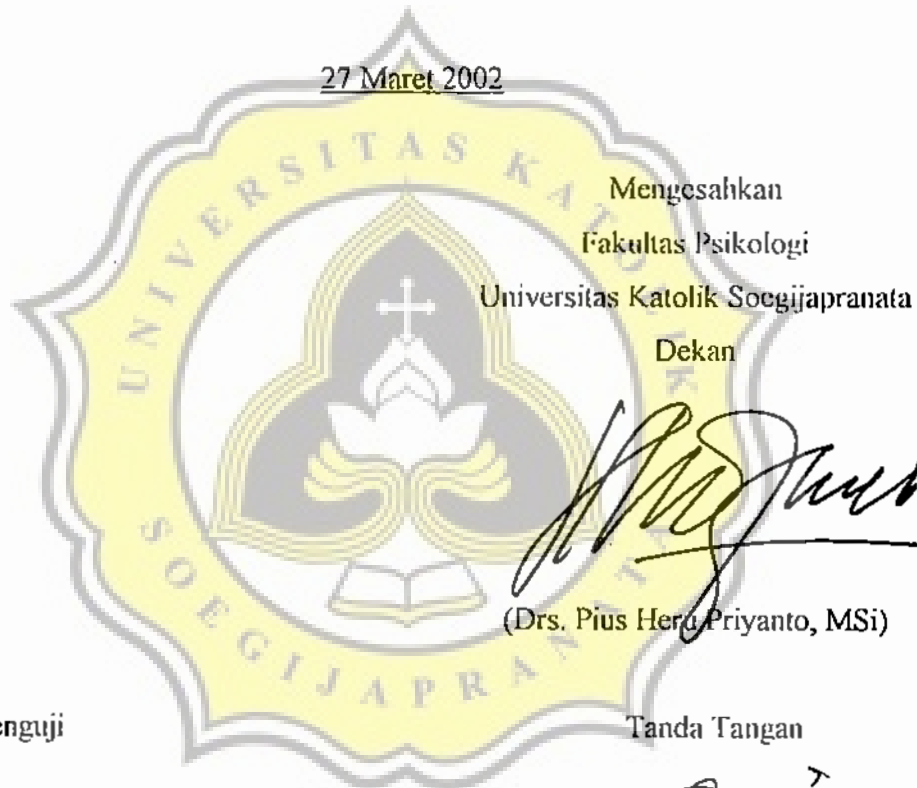 27 Maret 2002
Mengesahkan
Fakultas Psikologi
Universitas Katolik Soegijapranata
Dekan
(Drs. Pius Heru Priyanto, MSi)
enguji
Tanda Tangan
UNIVERSITAS KATOLIK
SOEGIJAPRANATA